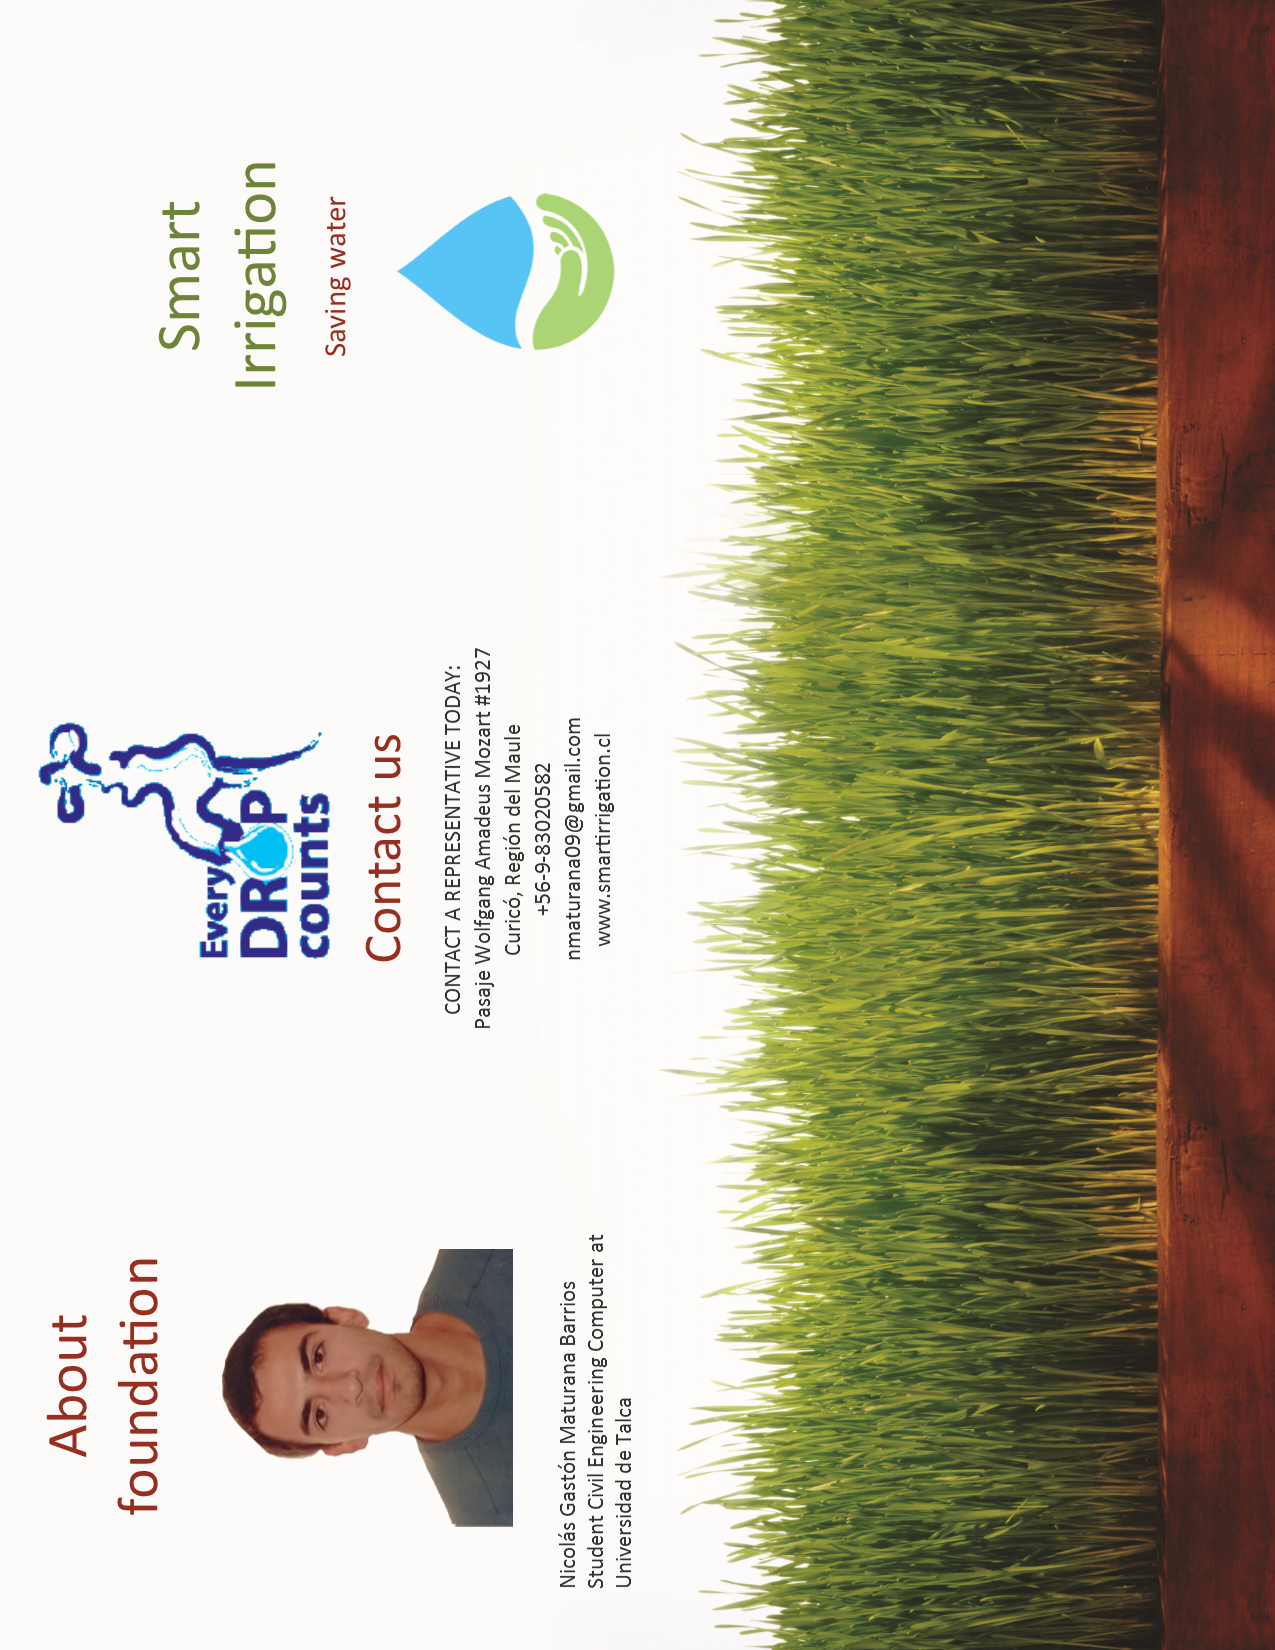 About
foundation
Nicolás Gastón Maturana Barrios
Student Civil Engineering Computer at
Universidad de Talca
Every
DROP
counts
Contact us
CONTACT A REPRESENTATIVE TODAY:
Pasaje Wolfgang Amadeus Mozart #1927
Curicó, Región del Maule
+56-9-83020582
nmaturana09@gmail.com
www.smartirrigation.cl
Smart
Irrigation
Saving water